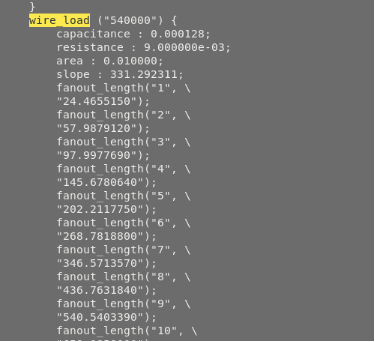 }
wire_load ("540000") {
capacitance : 0.000128;
resistance : 9.000000e-03;
area : 0.010000;
slope : 331.292311;
fanout_length("1", \
"24.4655150");
fanout_length("2", \
"57.9879120");
fanout_length("3", \
"97.9977690");
fanout_length("4", \
"145.6780640");
fanout_length("5", \
"202.2117750");
fanout_length("6", \
"268.7818800");
fanout_length("7", \
"346.5713570");
fanout_length("8", \
"436.7631840");
fanout_length("9", \
"540.5403390");
fanout_length("10", \